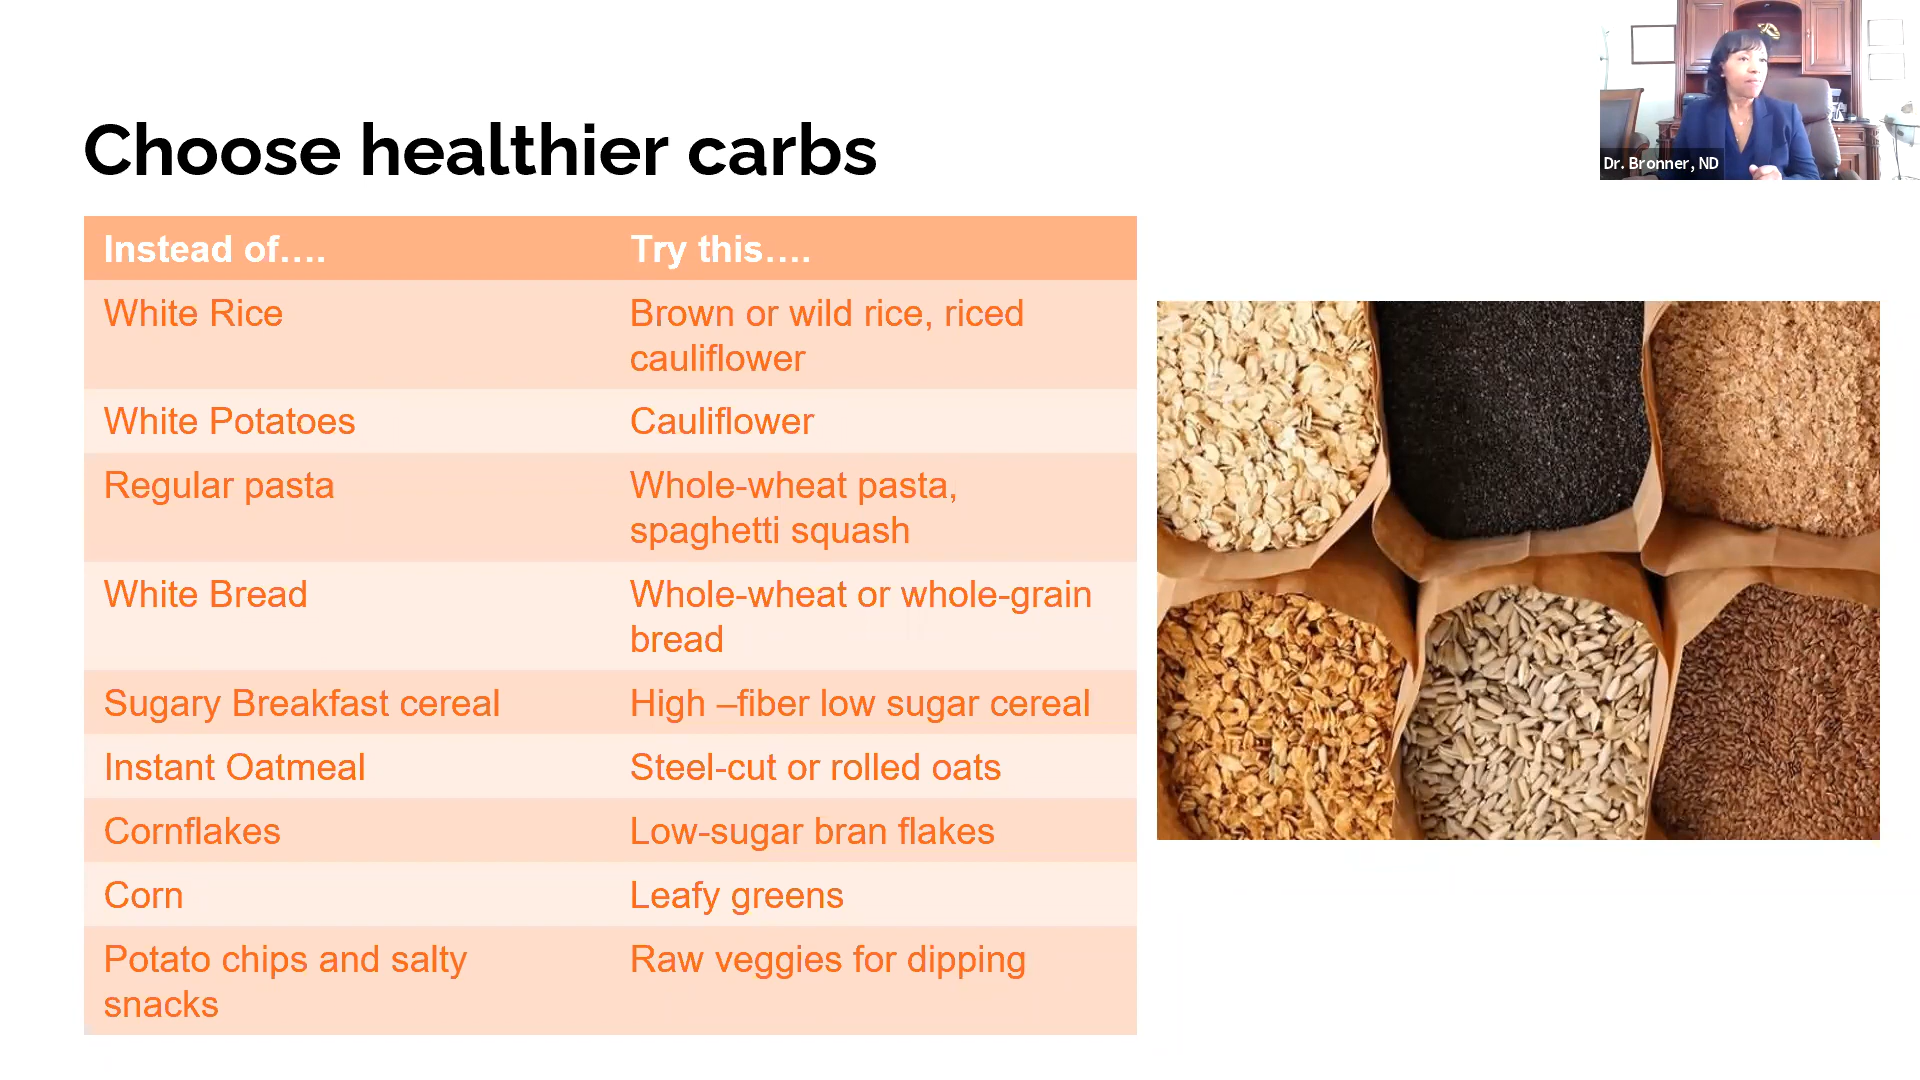 Choose healthier carbs
Dr. Bronner, ND
Instead of....
Try this....
White Rice
Brown or wild rice, riced
cauliflower
White Potatoes
Cauliflower
Regular pasta
Whole-wheat pasta,
spaghetti squash
White Bread
Whole-wheat or whole-grain
bread
Sugary Breakfast cereal
High –fiber low sugar cereal
Instant Oatmeal
Steel-cut or rolled oats
Cornflakes
Low-sugar bran flakes
Corn
Leafy greens
Potato chips and salty
snacks
Raw veggies for dipping